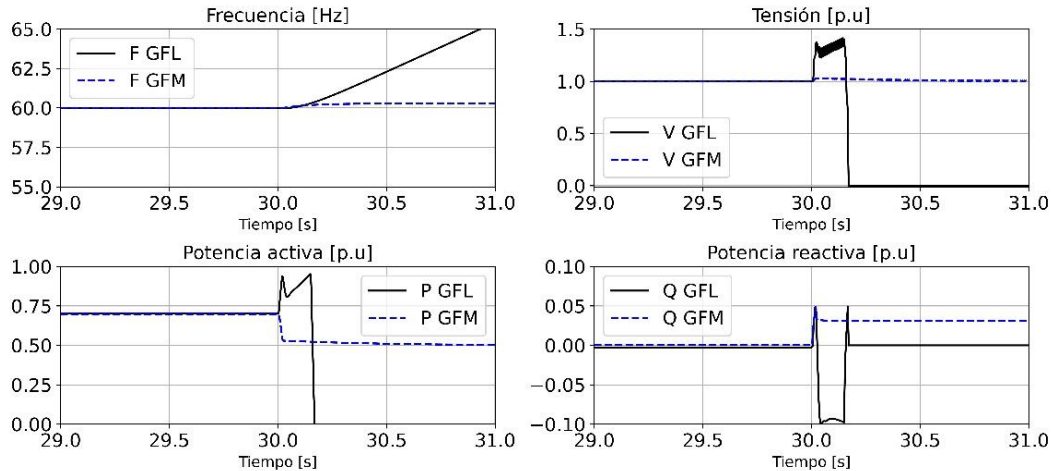 Frecuencia [Hz]
65.0
62.5
60.0
57.5
55.0
F GFL
F GFM
29.0 29.5 30.0 30.5 31.0
Tiempo [s]
Tensión [p.u]
1.5
1.0
0.5
0.0
V GFL
V GFM
29.0 29.5 30.0 30.5 31.0
Tiempo [s]
Potencia activa [p.u]
1.00
0.75
0.50
0.25
0.00
P GFL
P GFM
29.0 29.5 30.0 30.5 31.0
Tiempo [s]
Potencia reactiva [p.u]
0.10
0.05
0.00
−0.05
−0.10
Q GFL
Q GFM
29.0 29.5 30.0 30.5 31.0
Tiempo [s]